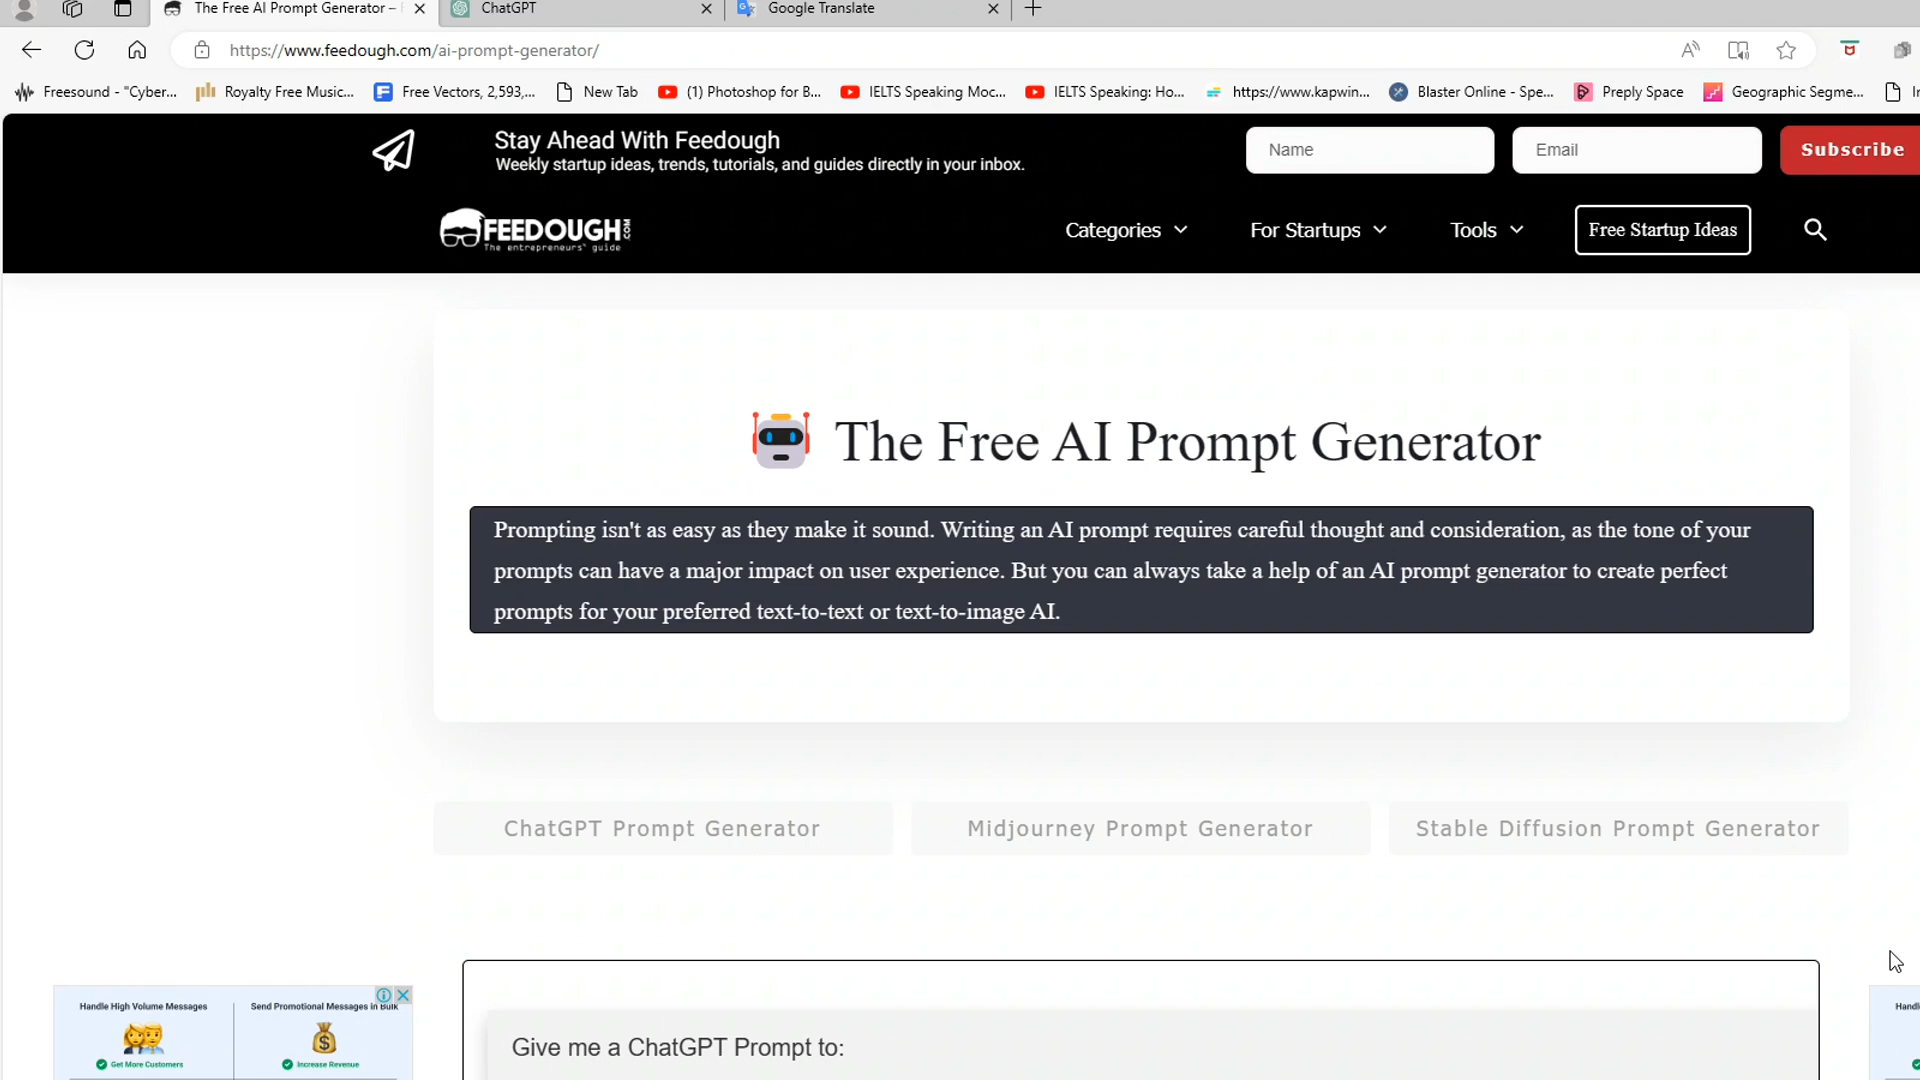 The Free AI Prompt Generator –
ChatGPT
Google Translate
https://www.feedough.com/ai-prompt-generator/
Freesound - "Cyber...
Royalty Free Music...
Free Vectors, 2,593,...
New Tab
(1) Photoshop for B...
IELTS Speaking Moc...
IELTS Speaking: Ho...
https://www.kapwin...
Blaster Online - Spe...
Preply Space
Geographic Segme...
Stay Ahead With Feedough
Weekly startup ideas, trends, tutorials, and guides directly in your inbox.
Name
Email
Subscribe
FEEDOUGH.COM
The entrepreneurs' guide
Categories
For Startups
Tools
Free Startup Ideas
The Free AI Prompt Generator
Prompting isn't as easy as they make it sound. Writing an AI prompt requires careful thought and consideration, as the tone of your
prompts can have a major impact on user experience. But you can always take a help of an AI prompt generator to create perfect
prompts for your preferred text-to-text or text-to-image AI.
ChatGPT Prompt Generator
Midjourney Prompt Generator
Stable Diffusion Prompt Generator
Handle High Volume Messages
Send Promotional Messages in Bulk
Get More Customers
Increase Revenue
Give me a ChatGPT Prompt to: